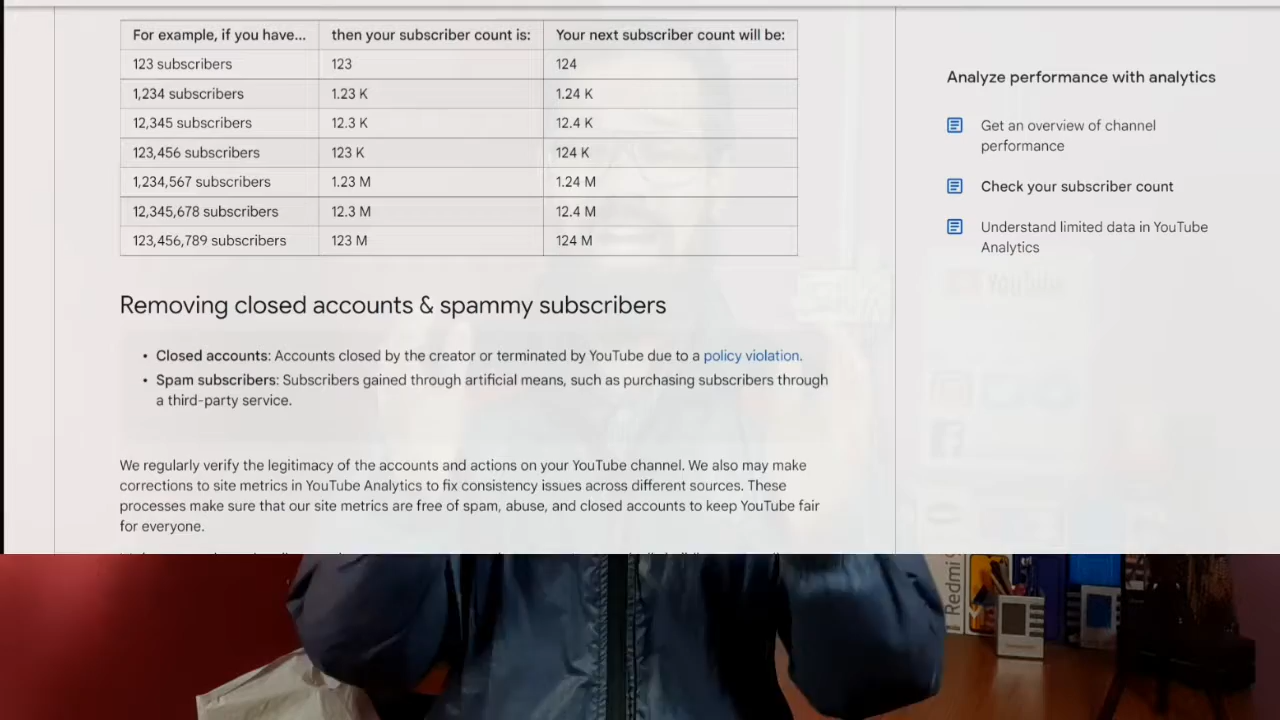 For example, if you have... then your subscriber count is: Your next subscriber count will be:
123 subscribers 123 124
1,234 subscribers 1.23 K 1.24 K
12,345 subscribers 12.3 K 12.4 K
123,456 subscribers 123 K 124 K
1,234,567 subscribers 1.23 M 1.24 M
12,345,678 subscribers 12.3 M 12.4 M
123,456,789 subscribers 123 M 124 M
Removing closed accounts & spammy subscribers
• Closed accounts: Accounts closed by the creator or terminated by YouTube due to a policy violation.
• Spam subscribers: Subscribers gained through artificial means, such as purchasing subscribers through
a third-party service.
We regularly verify the legitimacy of the accounts and actions on your YouTube channel. We also may make
corrections to site metrics in YouTube Analytics to fix consistency issues across different sources. These
processes make sure that our site metrics are free of spam, abuse, and closed accounts to keep YouTube fair
for everyone.
Analyze performance with analytics
Get an overview of channel
performance
Check your subscriber count
Understand limited data in YouTube
Analytics
YouTube
Redmi